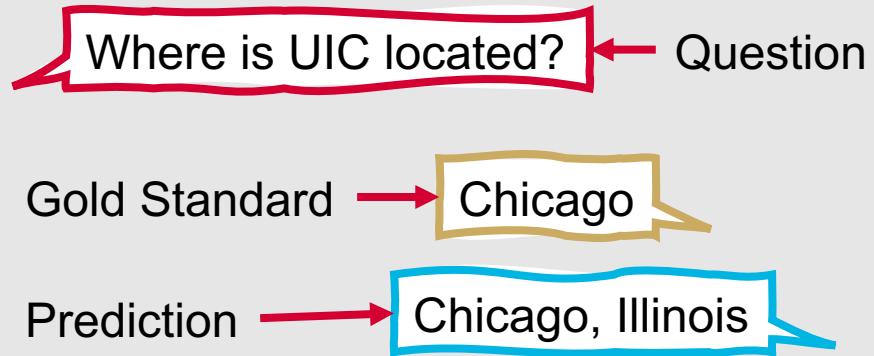 Where is UIC located? Question
Gold Standard Chicago
Prediction Chicago, Illinois